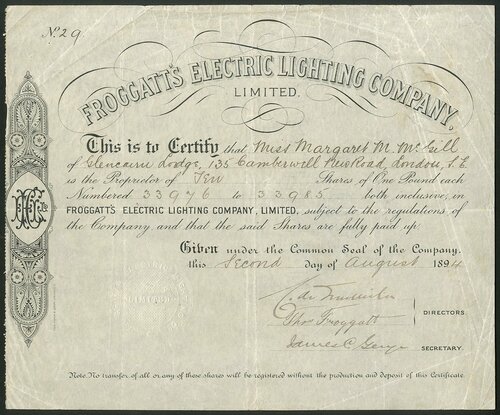 No. 29.
FROGGATT'S ELECTRIC LIGHTING COMPANY,
LIMITED.
This is to Certify that Miss Margaret M. McGill
of Glencairn Lodge, 135 Camberwell New Road, London, S.E.
is the Proprietor of Ten Shares of One Pound each
Numbered 33976 to 33985 both inclusive, in
FROGGATT'S ELECTRIC LIGHTING COMPANY, LIMITED, subject to the regulations of
the Company and that the said Shares are fully paid up.
Given under the Common Seal of the Company,
this Second day of August 1894
DIRECTORS.
Thos Froggatt
James C George
SECRETARY.
Note. No transfer of all or any of these shares will be registered without the production and deposit of this Certificate.